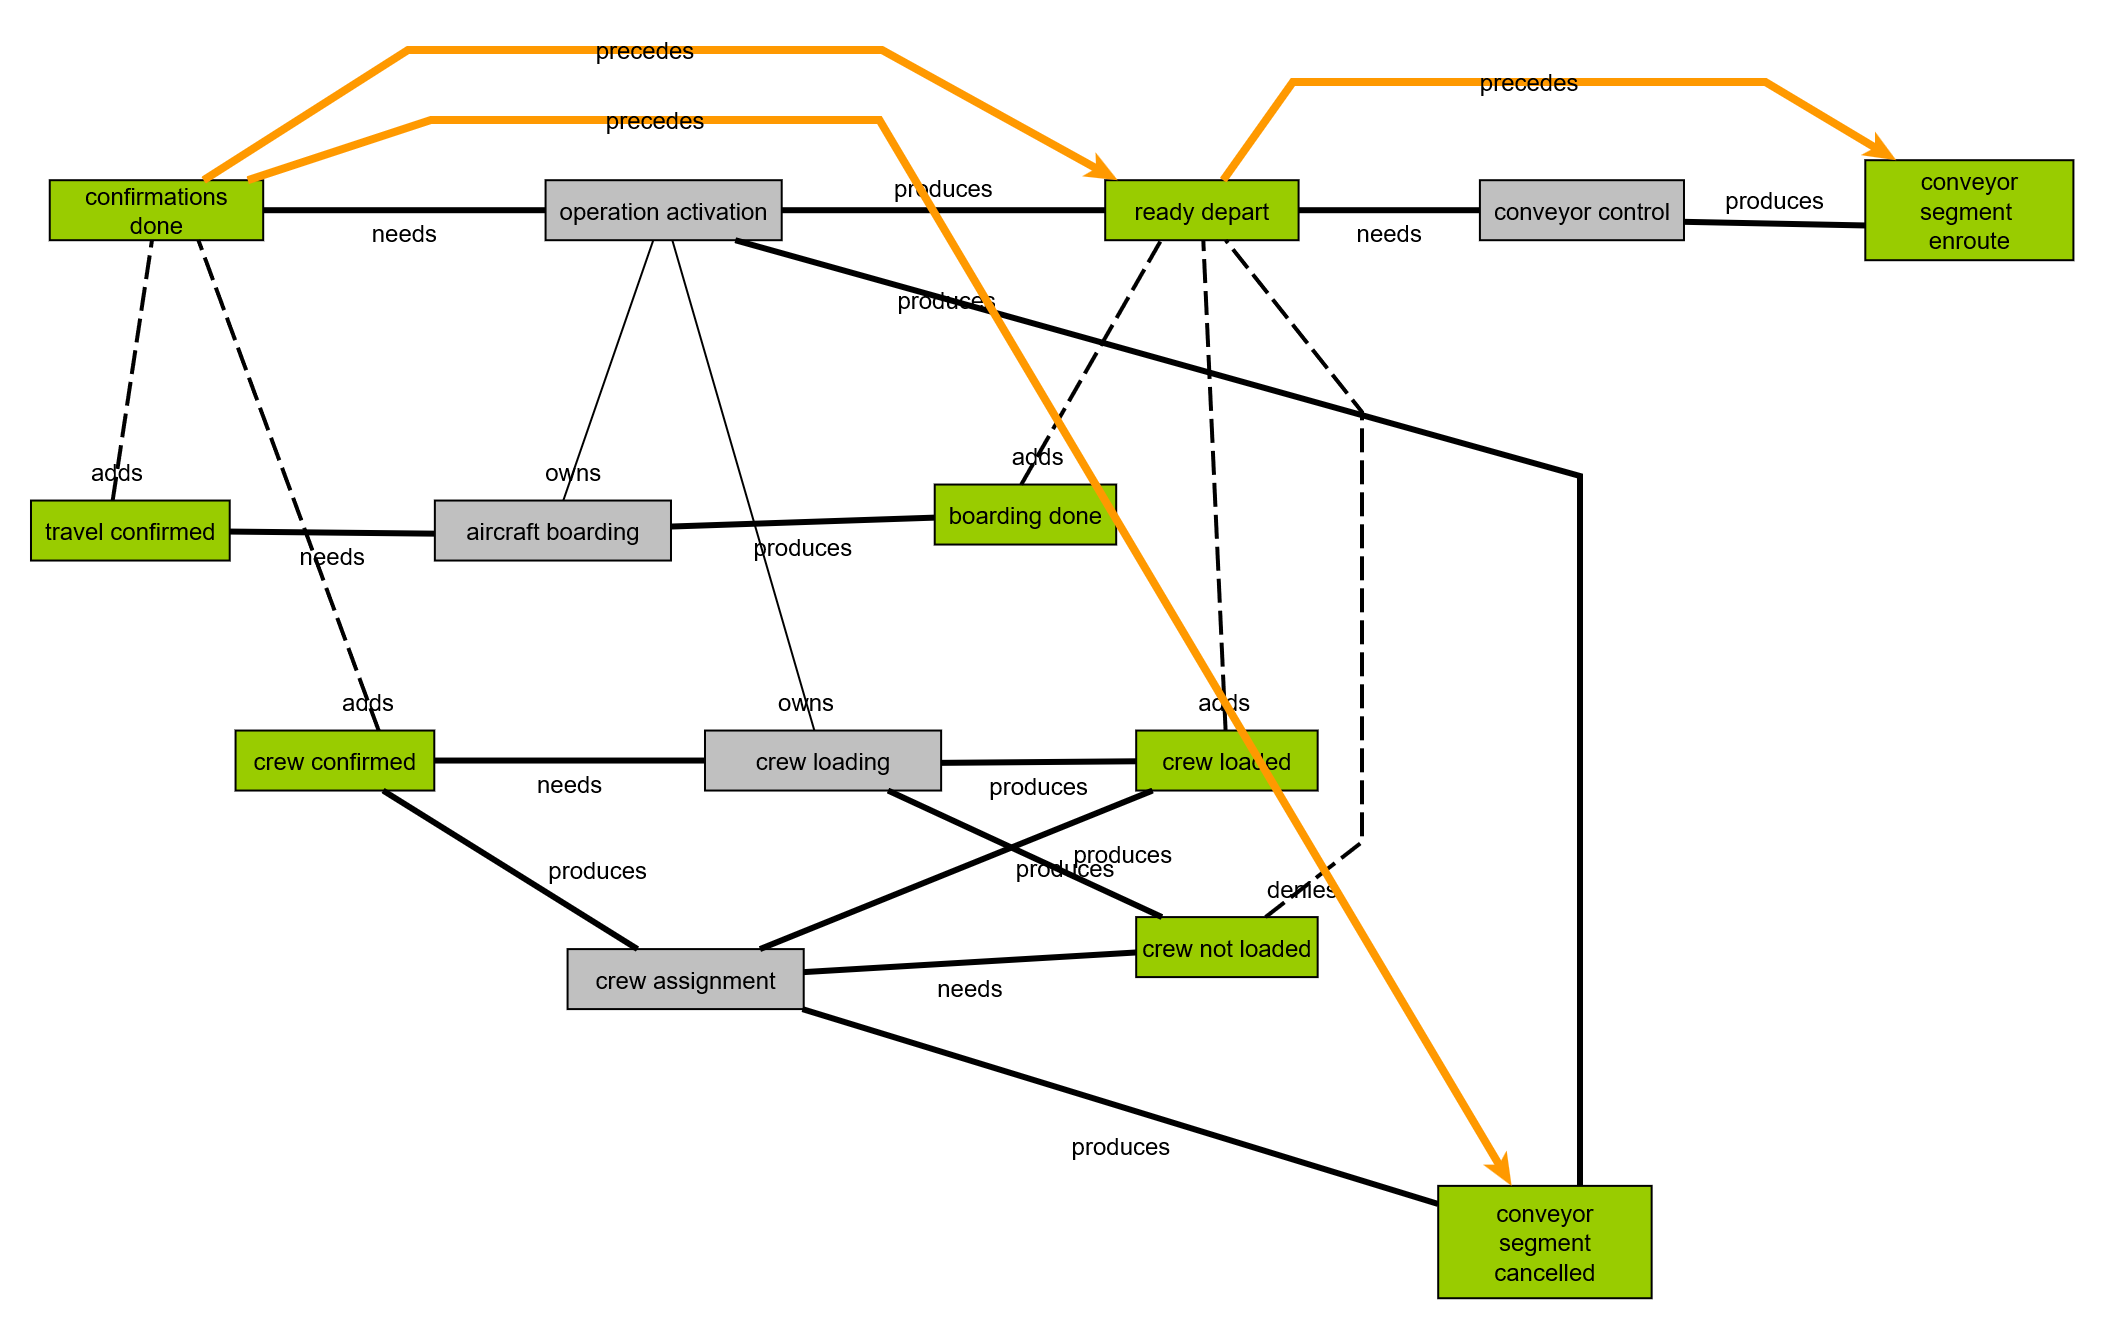 precedes
precedes
precedes
confirmations
done
needs
operation activation
produces
ready depart
needs
conveyor control
produces
conveyor
segment
enroute
produces
adds
owns
adds
travel confirmed
needs
aircraft boarding
produces
boarding done
adds
owns
adds
crew confirmed
needs
crew loading
produces
crew loaded
produces
produces
produces
denies
crew assignment
needs
crew not loaded
produces
conveyor
segment
cancelled